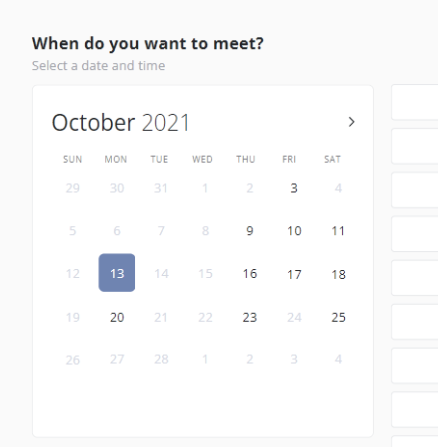 When do you want to meet?
Select a date and time
October 2021 >
SUN MON TUE WED THU FRI SAT
29 30 31 1 2 3 4
5 6 7 8 9 10 11
12 13 14 15 16 17 18
19 20 21 22 23 24 25
26 27 28 1 2 3 4